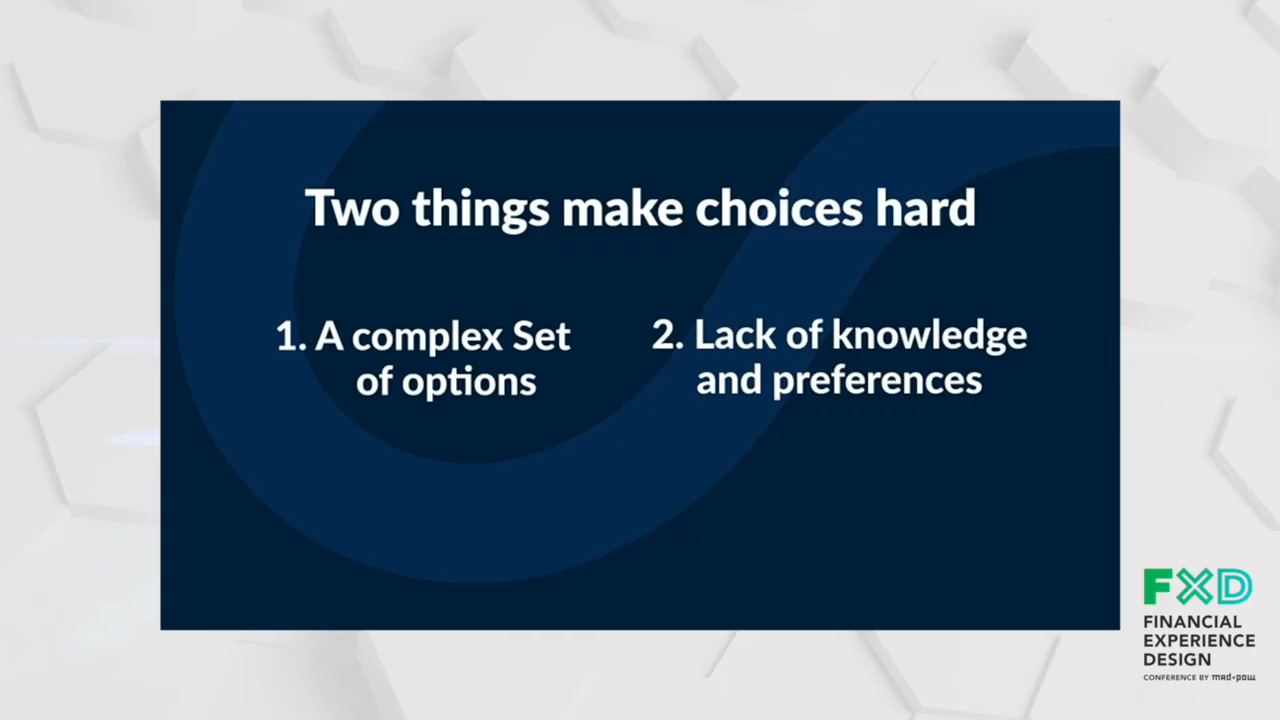 Two things make choices hard
1. A complex Set
of options
2. Lack of knowledge
and preferences
FXD
FINANCIAL
EXPERIENCE
DESIGN
CONFERENCE BY mad*pow